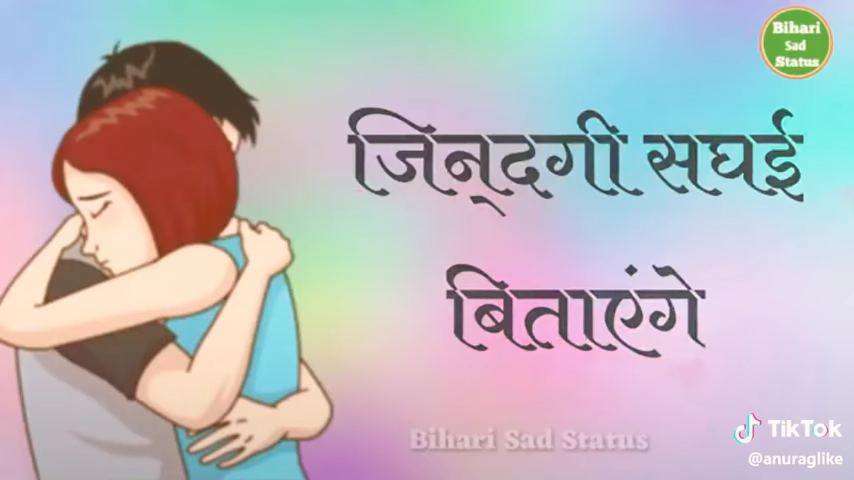 Bihari
Sad
Status
जिन्दगी सघई
बिताएंगे
Bihari Sad Status
TikTok
@anuraglike